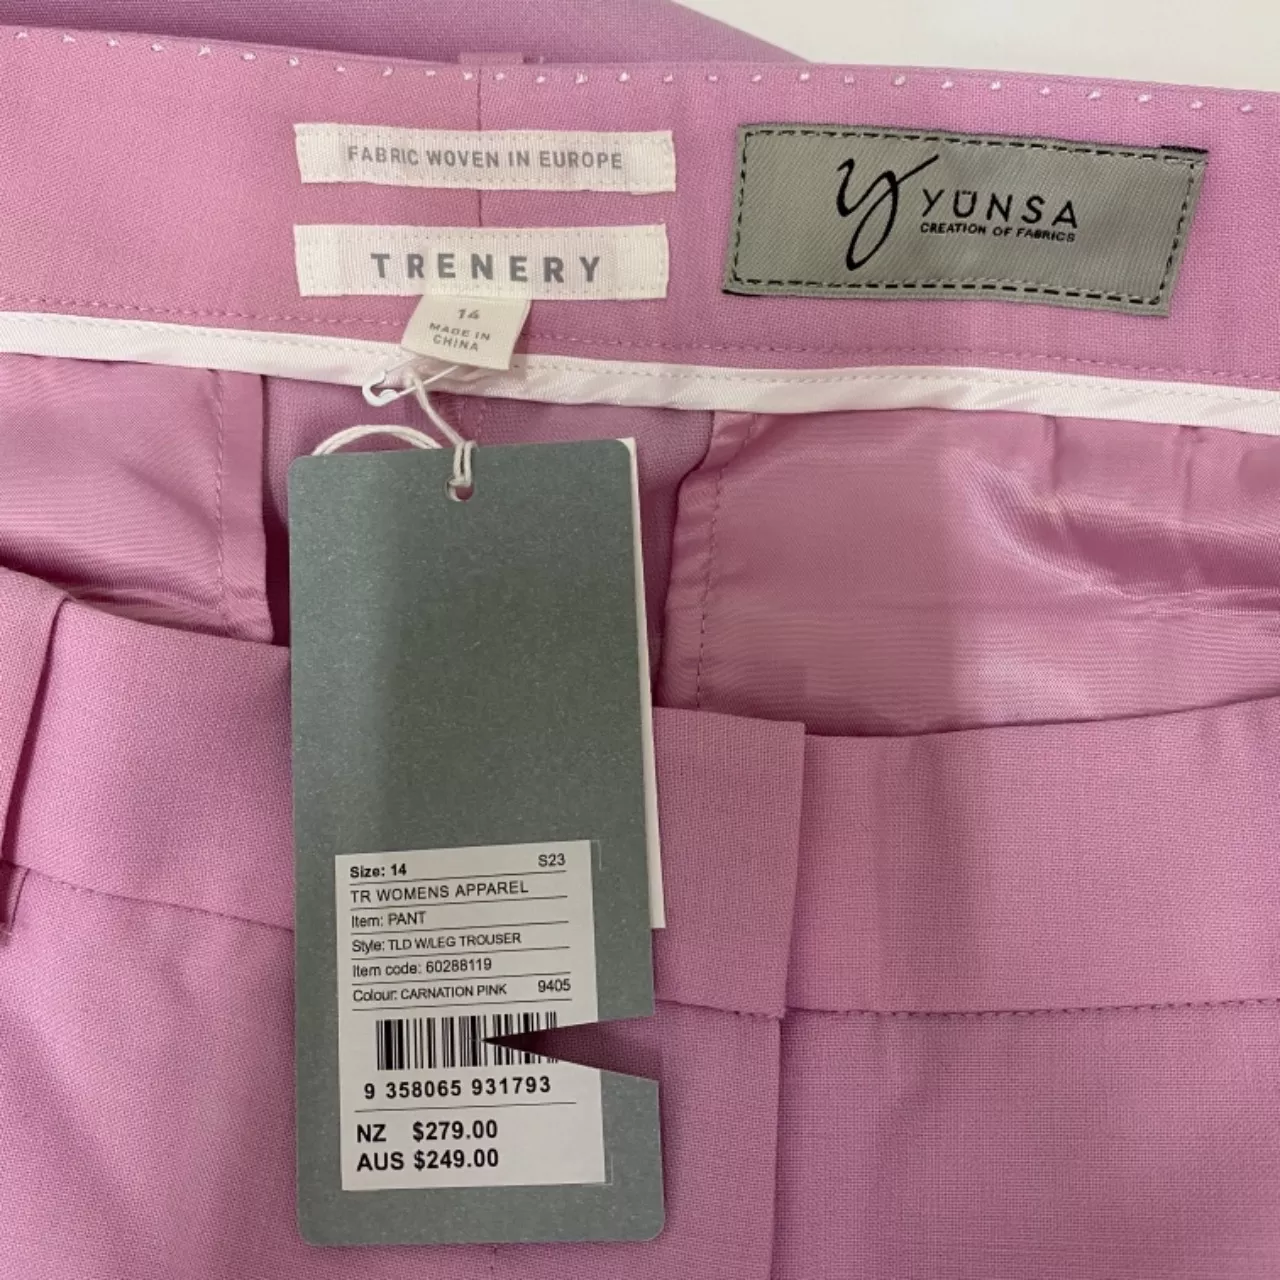 FABRIC WOVEN IN EUROPE
TRENERY
14
MADE IN
CHINA
Y YÜNSA
CREATION OF FABRICS
Size: 14 S23
TR WOMENS APPAREL
Item: PANT
Style: TLD W/LEG TROUSER
Item code: 60288119
Colour: CARNATION PINK 9405
9 358065 931793
NZ $279.00
AUS $249.00